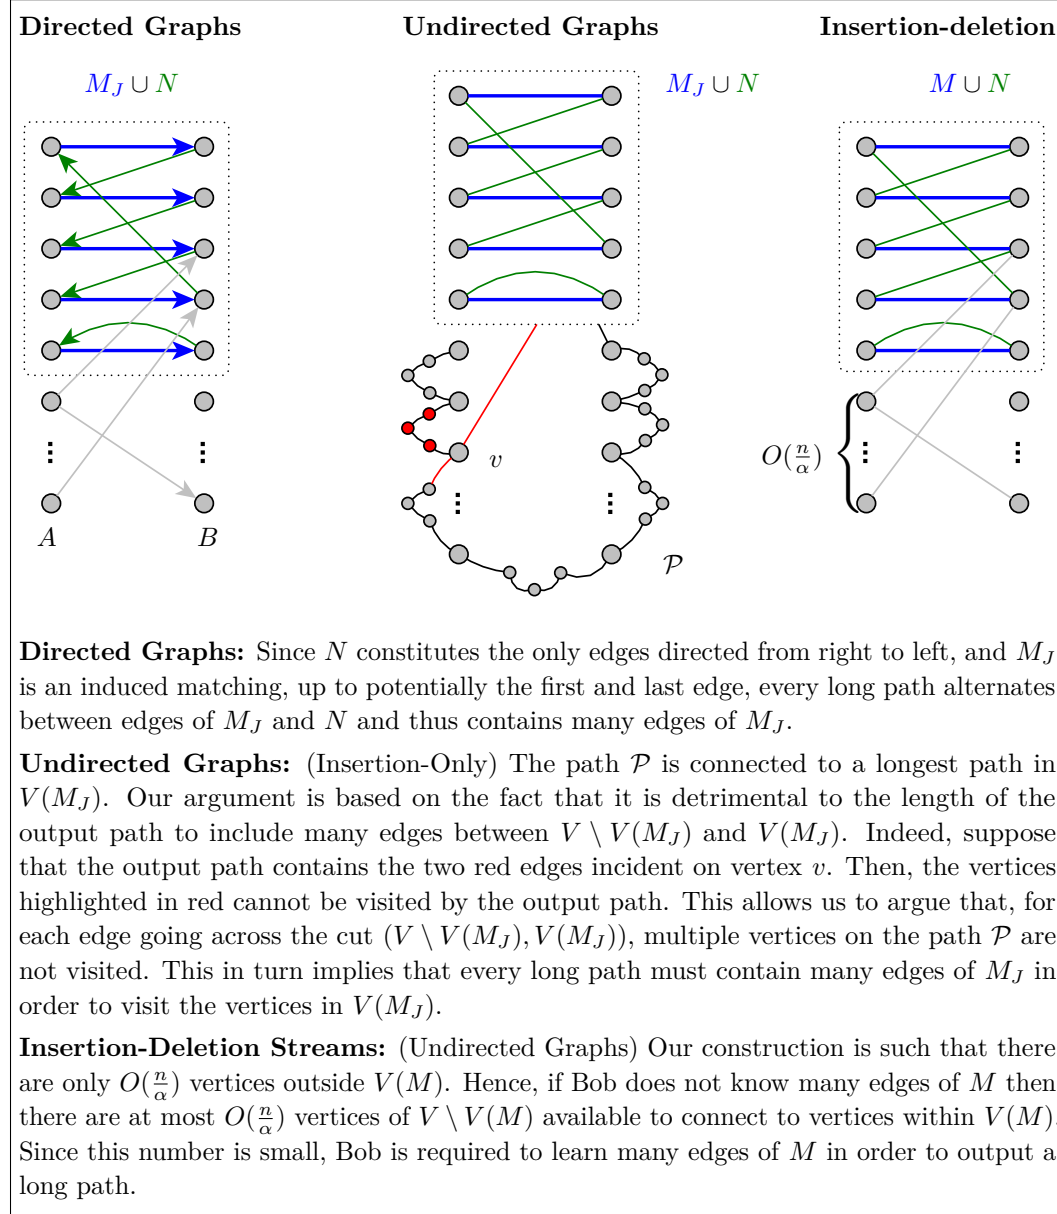 Directed Graphs
Undirected Graphs
Insertion-deletion
M_J ∪ N
M_J ∪ N
M ∪ N
v
O(n/α)
A
B
P
Directed Graphs: Since N constitutes the only edges directed from right to left, and M_J
is an induced matching, up to potentially the first and last edge, every long path alternates
between edges of M_J and N and thus contains many edges of M_J.
Undirected Graphs: (Insertion-Only) The path P is connected to a longest path in
V(M_J). Our argument is based on the fact that it is detrimental to the length of the
output path to include many edges between V \ V(M_J) and V(M_J). Indeed, suppose
that the output path contains the two red edges incident on vertex v. Then, the vertices
highlighted in red cannot be visited by the output path. This allows us to argue that, for
each edge going across the cut (V \ V(M_J), V(M_J)), multiple vertices on the path P are
not visited. This in turn implies that every long path must contain many edges of M_J in
order to visit the vertices in V(M_J).
Insertion-Deletion Streams: (Undirected Graphs) Our construction is such that there
are only O(n/α) vertices outside V(M). Hence, if Bob does not know many edges of M then
there are at most O(n/α) vertices of V \ V(M) available to connect to vertices within V(M).
Since this number is small, Bob is required to learn many edges of M in order to output a
long path.